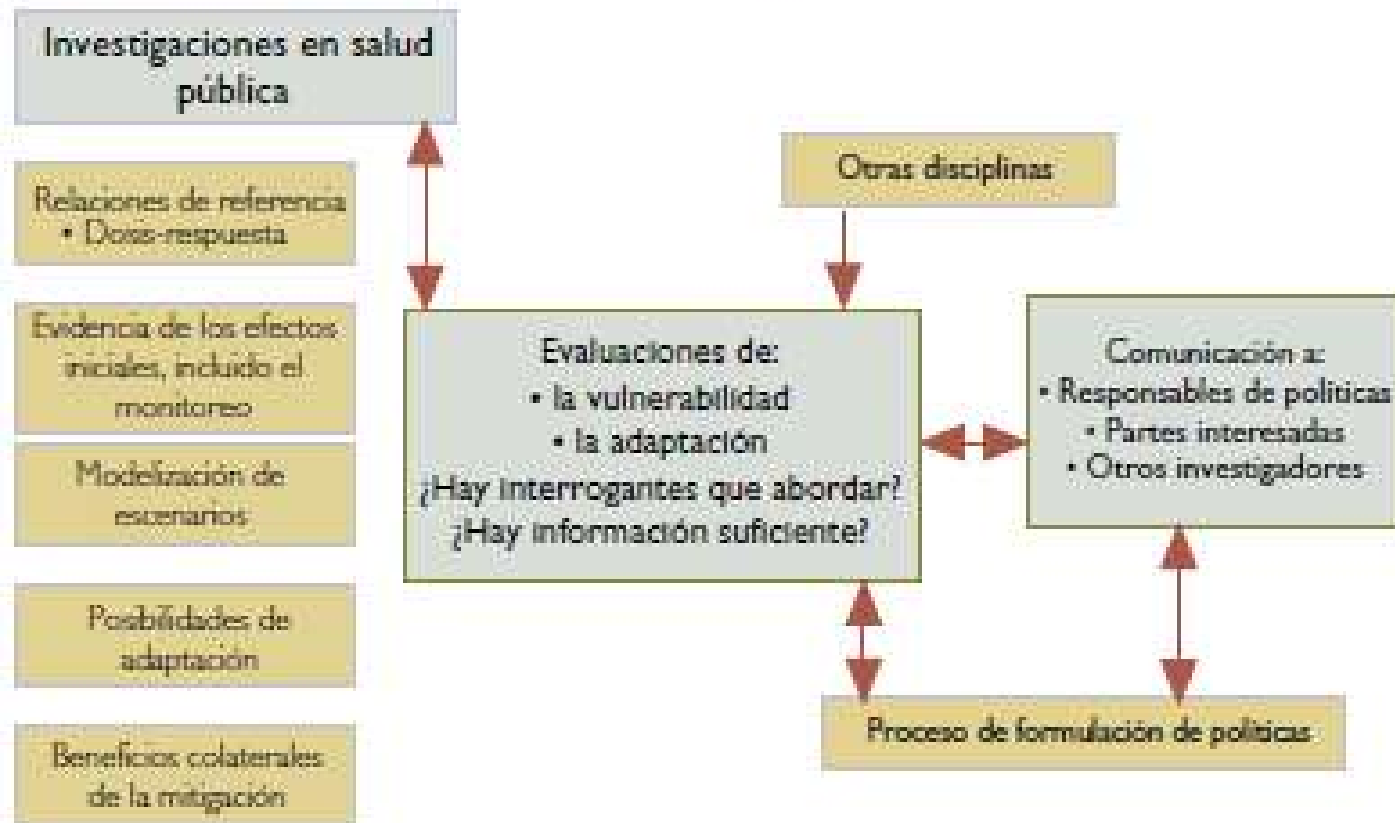 Investigaciones en salud
pública
Relaciones de referencia
• Dosis-respuesta
Evidencia de los efectos
iniciales, incluido el
monitoreo
Modelización de
escenarios
Posibilidades de
adaptación
Beneficios colaterales
de la mitigación
Otras disciplinas
Evaluaciones de:
• la vulnerabilidad
• la adaptación
¿Hay interrogantes que abordar?
¿Hay información suficiente?
Comunicación a:
• Responsables de políticas
• Partes interesadas
• Otros investigadores
Proceso de formulación de políticas